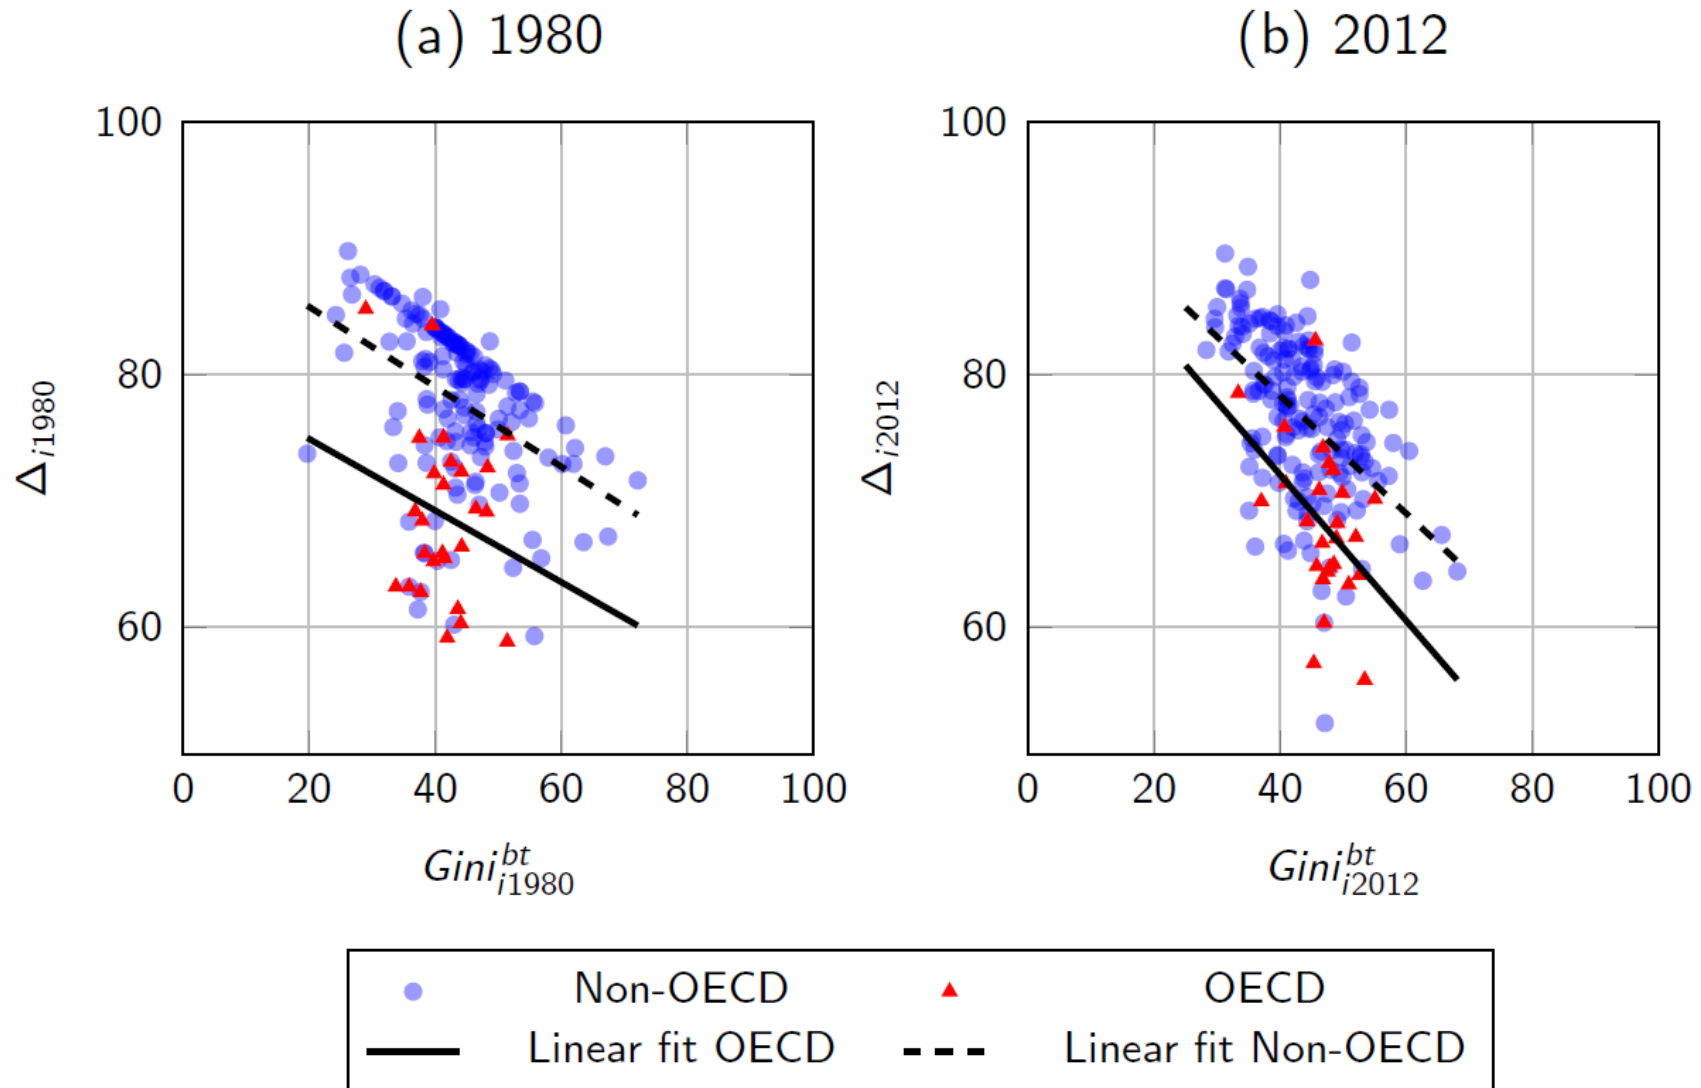 (a) 1980
(b) 2012
100
80
60
Δi1980
0 20 40 60 80 100
Gini^bt_i1980
100
80
60
Δi2012
0 20 40 60 80 100
Gini^bt_i2012
Non-OECD
OECD
Linear fit OECD
Linear fit Non-OECD